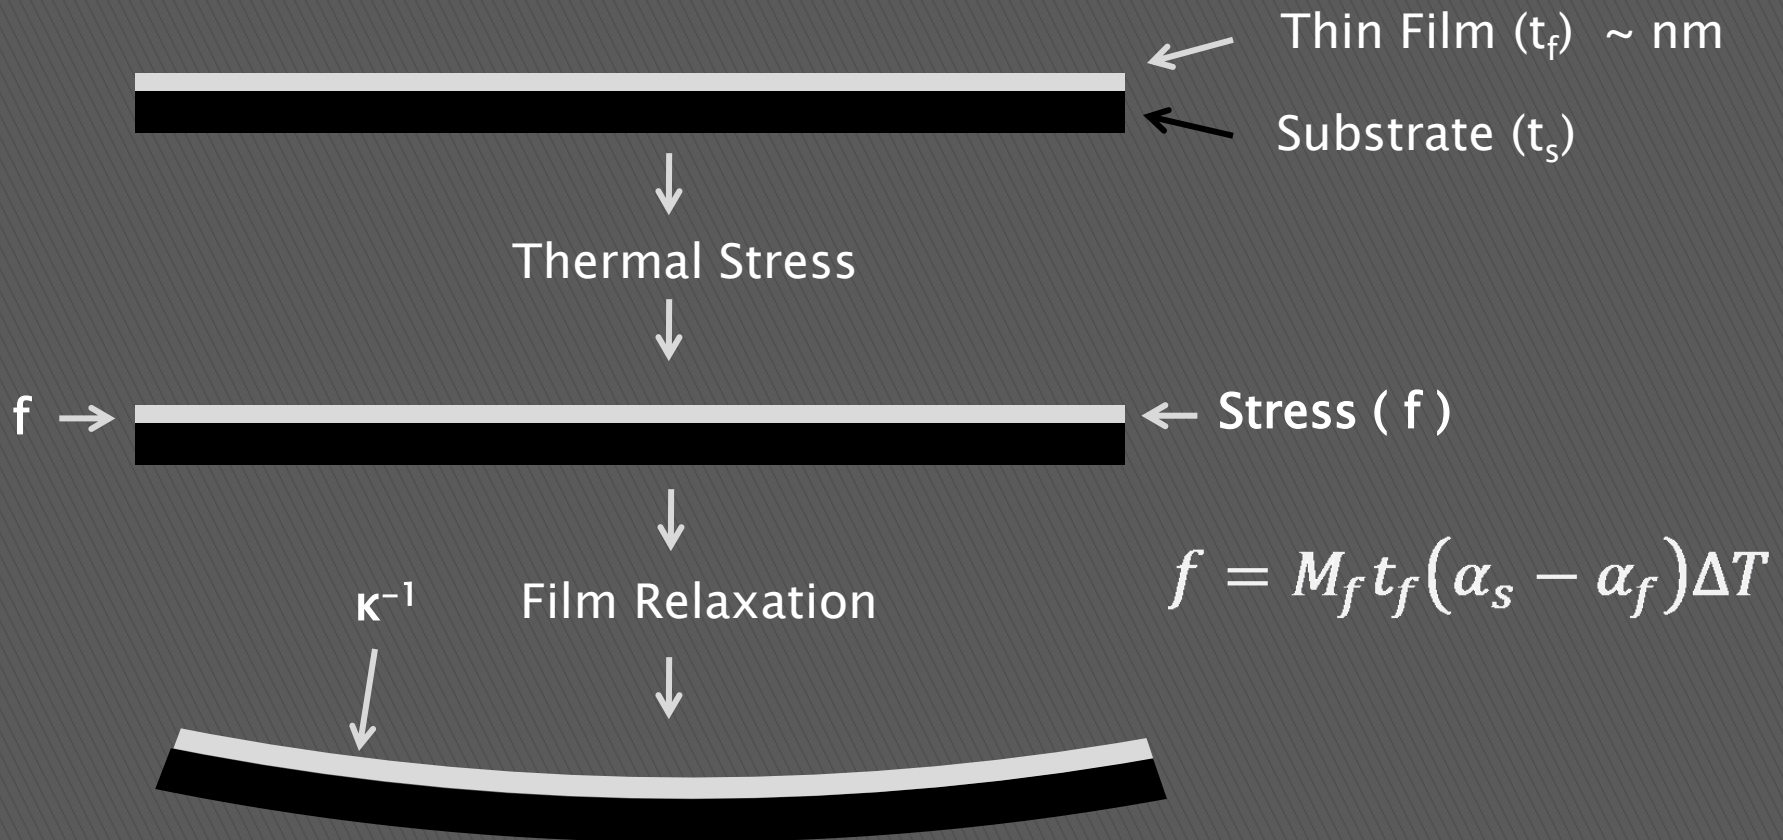 Thin Film (t_f)  ~ nm
Substrate (t_s)
Thermal Stress
f
Stress ( f )
f = M_f t_f(α_s − α_f)ΔT
κ⁻¹
Film Relaxation